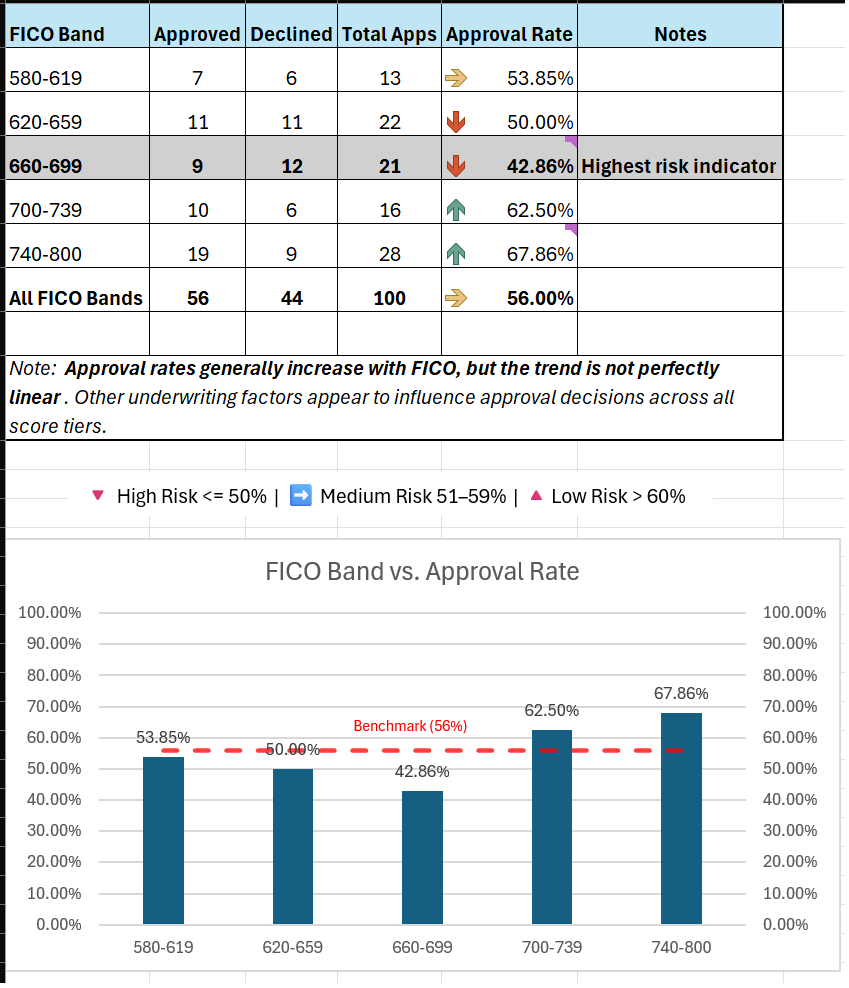 FICO Band Approved Declined Total Apps Approval Rate Notes
580-619 7 6 13 53.85%
620-659 11 11 22 50.00%
660-699 9 12 21 42.86% Highest risk indicator
700-739 10 6 16 62.50%
740-800 19 9 28 67.86%
All FICO Bands 56 44 100 56.00%
Note: Approval rates generally increase with FICO, but the trend is not perfectly
linear . Other underwriting factors appear to influence approval decisions across all
score tiers.
🔻 High Risk <= 50% | ➡️ Medium Risk 51–59% | 🔺 Low Risk > 60%
FICO Band vs. Approval Rate
100.00% 100.00%
90.00% 90.00%
80.00% 80.00%
67.86%
70.00% 70.00%
62.50%
Benchmark (56%)
60.00% 53.85% 60.00%
50.00%
50.00% 42.86% 50.00%
40.00% 40.00%
30.00% 30.00%
20.00% 20.00%
10.00% 10.00%
0.00% 0.00%
580-619 620-659 660-699 700-739 740-800